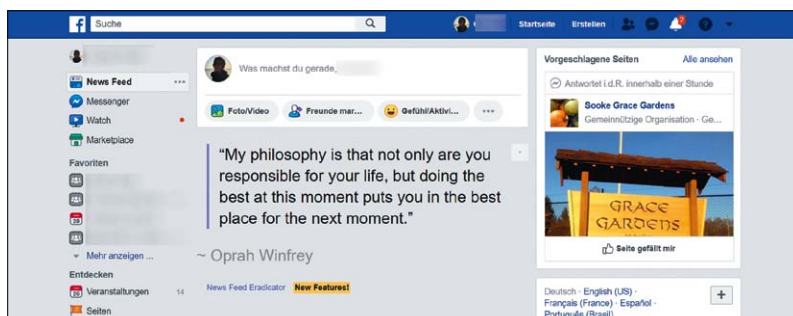 f
Suche
Startseite
Erstellen
2
?
News Feed
Messenger
Watch
Marketplace
Favoriten
Mehr anzeigen ...
Entdecken
Veranstaltungen 14
Seiten
Was machst du gerade,
Foto/Video
Freunde mar...
Gefühl/Aktivi...
“My philosophy is that not only are you
responsible for your life, but doing the
best at this moment puts you in the best
place for the next moment.”
~ Oprah Winfrey
News Feed Eradicator New Features!
Vorgeschlagene Seiten Alle ansehen
Antwortet i.d.R. innerhalb einer Stunde
Sooke Grace Gardens
Gemeinnützige Organisation · Ge...
GRACE
GARDENS
Seite gefällt mir
Deutsch · English (US) ·
Français (France) · Español ·
Português (Brasil)